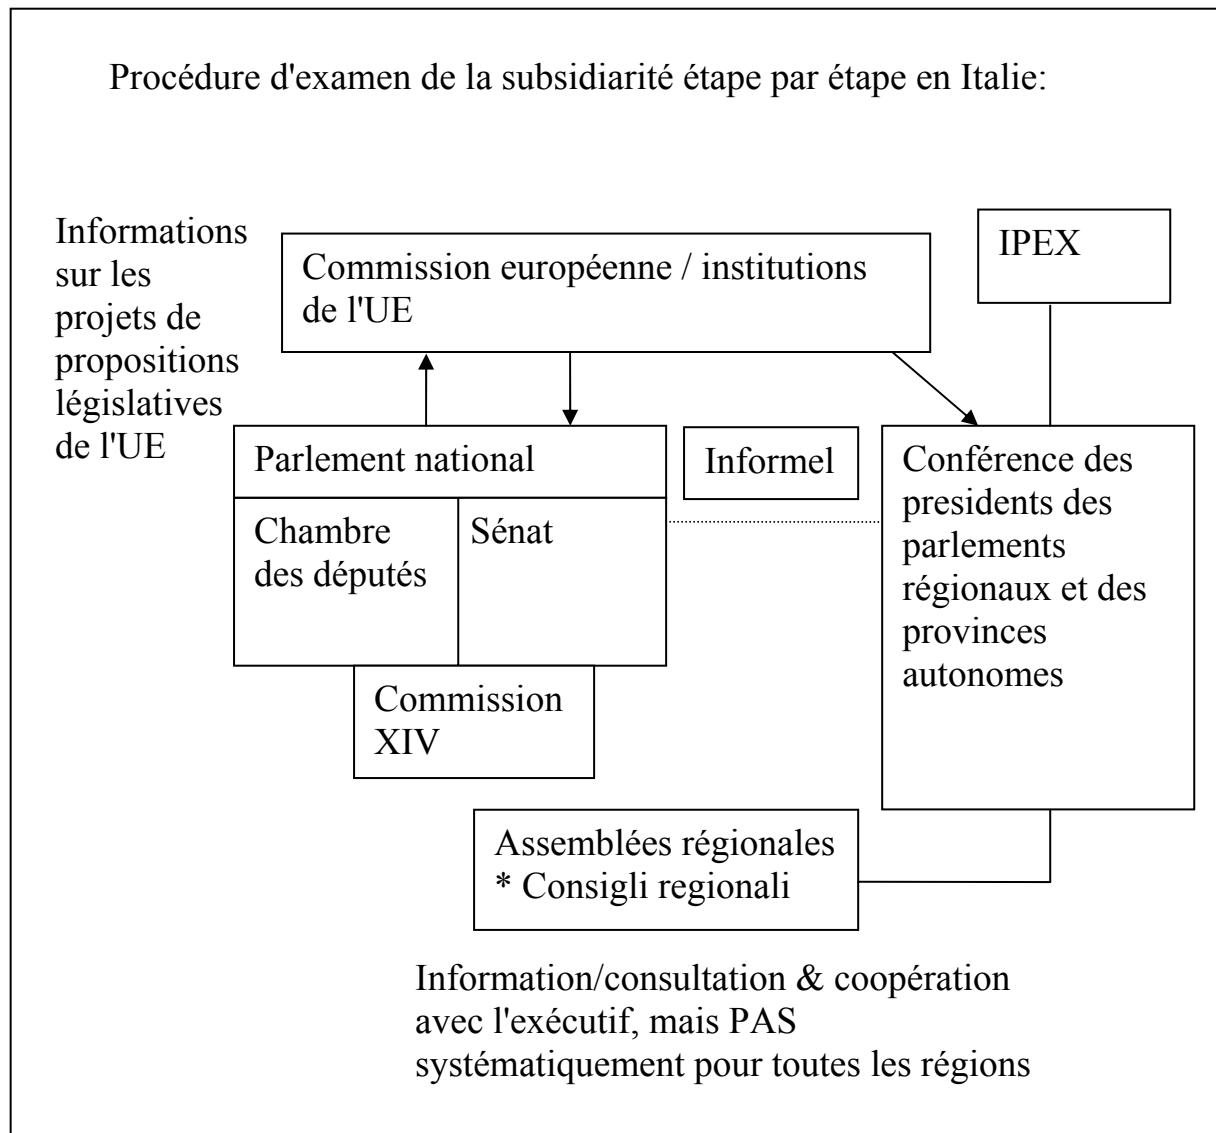 Procédure d'examen de la subsidiarité étape par étape en Italie:
Informations
sur les
projets de
propositions
législatives
de l'UE
Commission européenne / institutions
de l'UE
IPEX
Parlement national
Chambre
des députés
Sénat
Commission
XIV
Informel
Conférence des
presidents des
parlements
régionaux et des
provinces
autonomes
Assemblées régionales
* Consigli regionali
Information/consultation & coopération
avec l'exécutif, mais PAS
systématiquement pour toutes les régions